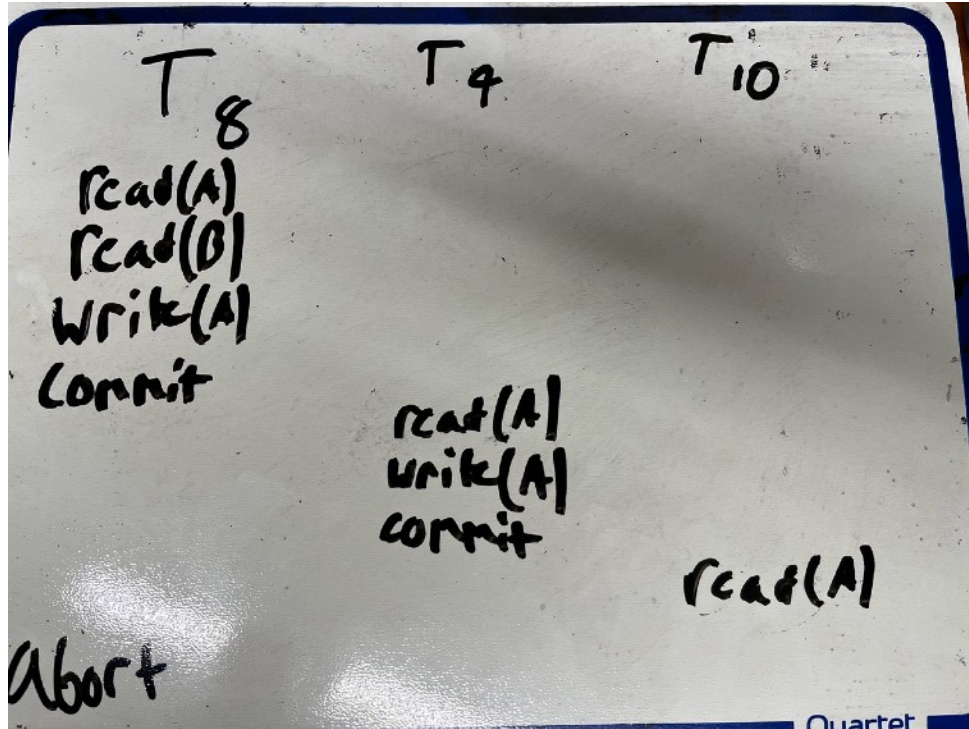 T8 T9 T10
read(A)
read(B)
write(A)
commit
read(A)
write(A)
commit
read(A)
Abort
Quartet